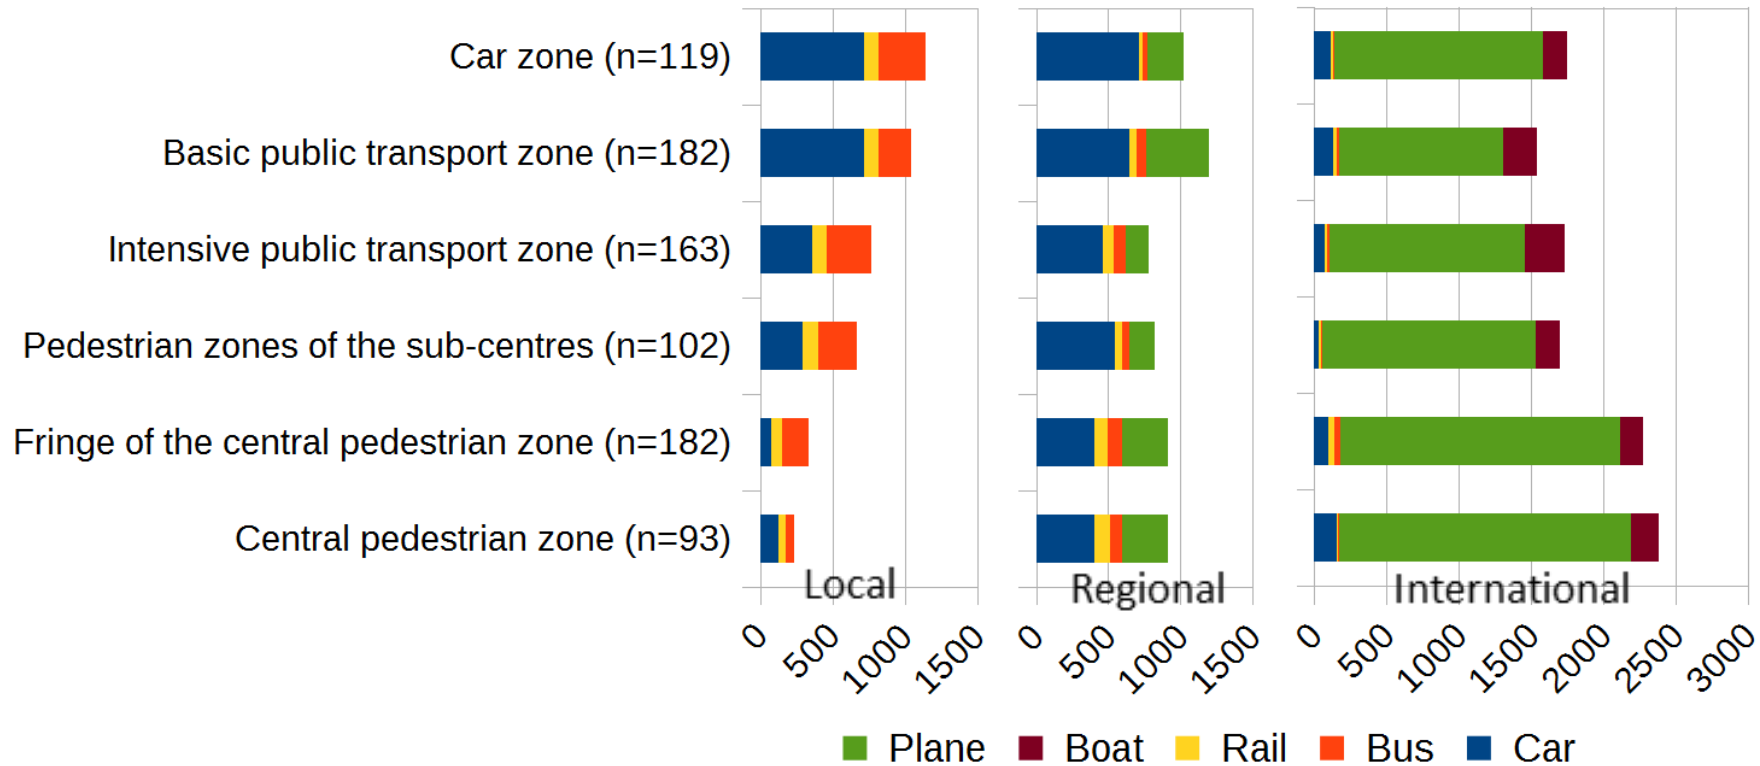 Car zone (n=119)
Basic public transport zone (n=182)
Intensive public transport zone (n=163)
Pedestrian zones of the sub-centres (n=102)
Fringe of the central pedestrian zone (n=182)
Central pedestrian zone (n=93)
Local Regional International
0 500 1000 1500 0 500 1000 1500 0 500 1000 1500 2000 2500 3000
Plane Boat Rail Bus Car